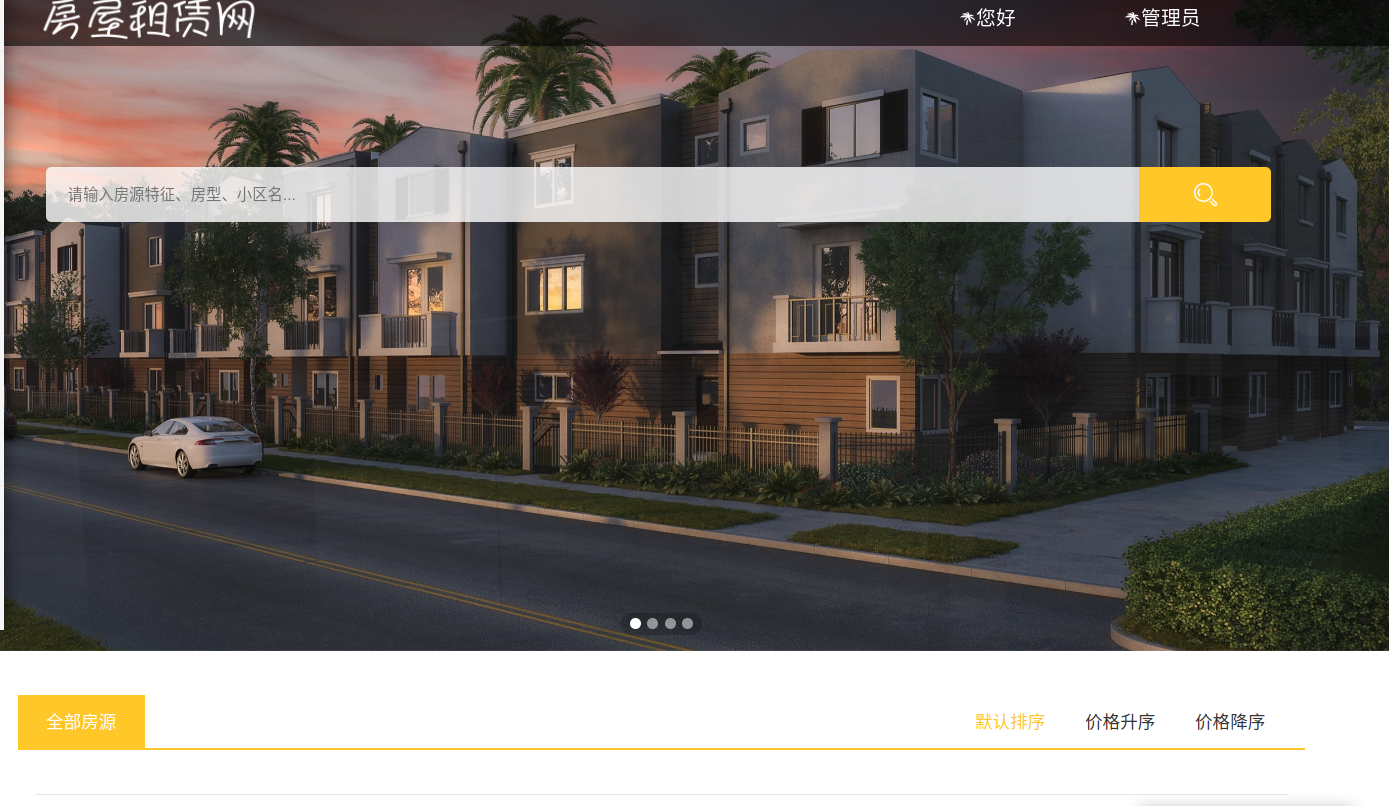 房屋租赁网
您好
管理员
请输入房源特征、房型、小区名...
全部房源
默认排序
价格升序
价格降序